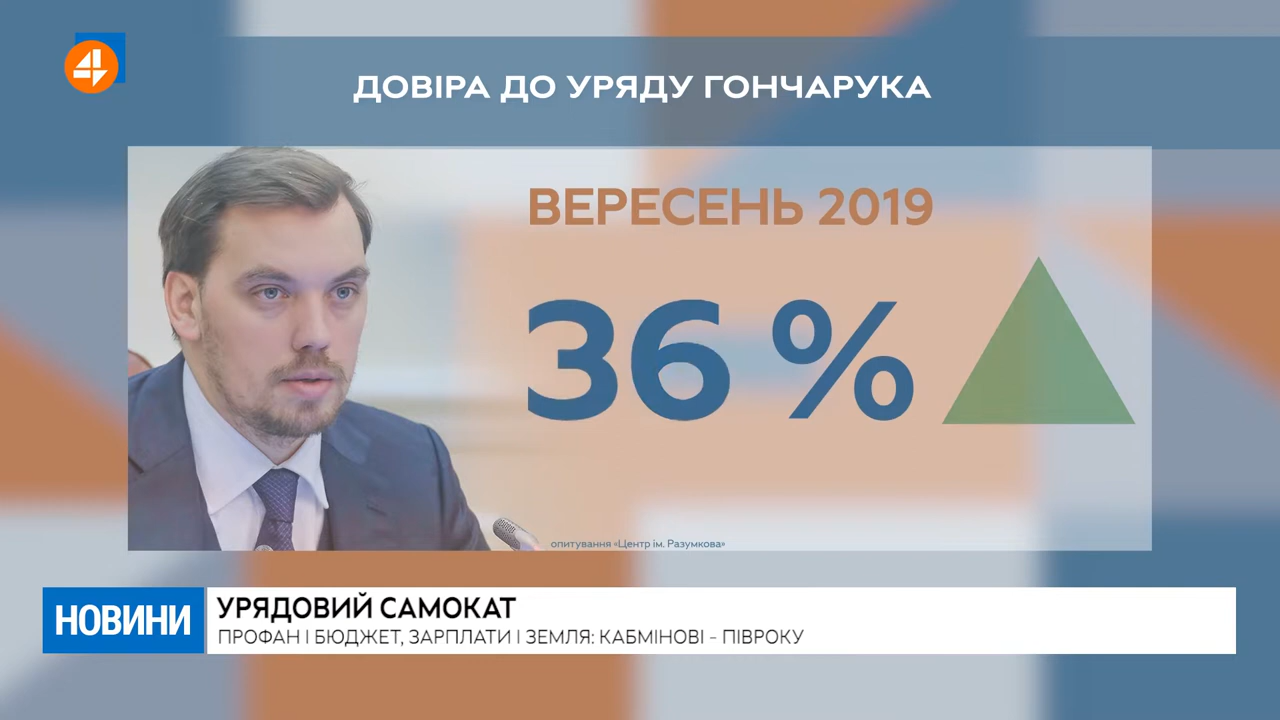 4
ДОВІРА ДО УРЯДУ ГОНЧАРУКА
ВЕРЕСЕНЬ 2019
36 %
опитування «Центр ім. Разумкова»
НОВИНИ
УРЯДОВИЙ САМОКАТ
ПРОФАН І БЮДЖЕТ, ЗАРПЛАТИ І ЗЕМЛЯ: КАБМІНОВІ - ПІВРОКУ